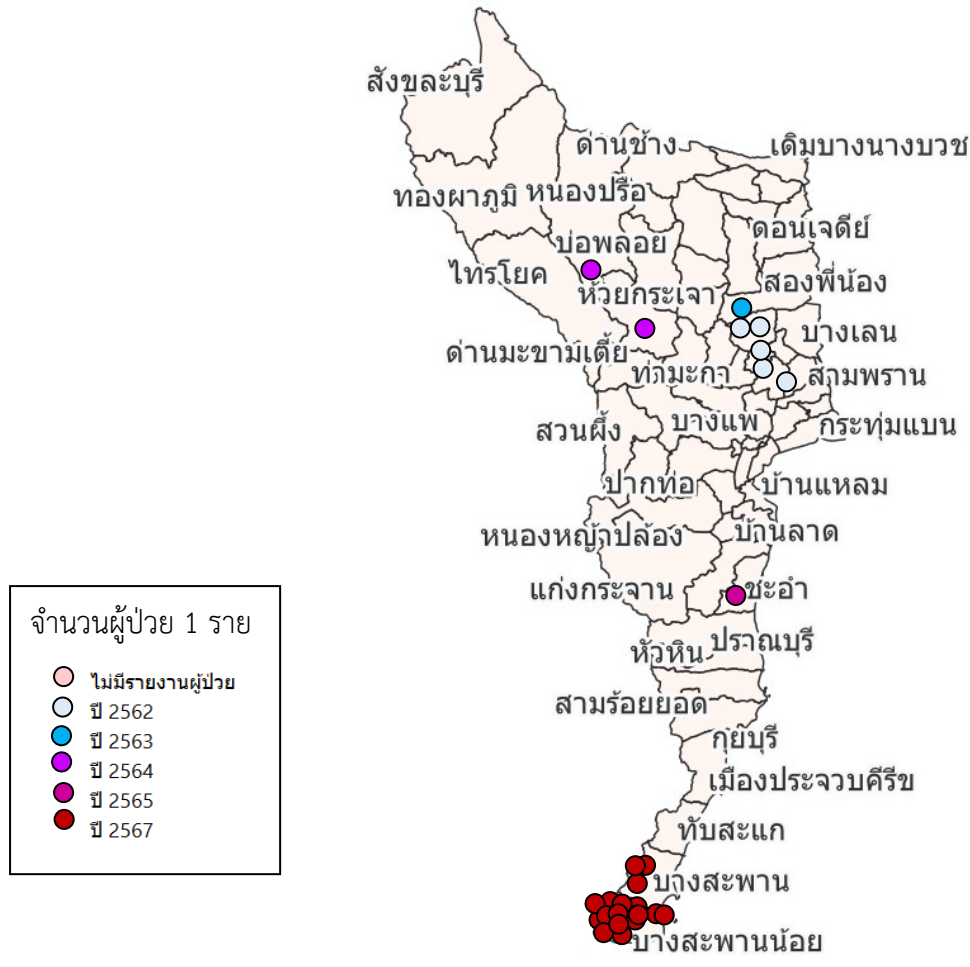 สังขละบุรี
ด่านช้าง
เดิมบางนางบวช
ทองผาภูมิ
หนองปรือ
ดอนเจดีย์
บ่อพลอย
ไทรโยค
สองพี่น้อง
ห้วยกระเจา
บางเลน
ด่านมะขามเตี้ย
ท่ามะกา
สามพราน
สวนผึ้ง
บางแพ
กระทุ่มแบน
ปากท่อ
บ้านแหลม
หนองหญ้าปล้อง
บ้านลาด
แก่งกระจาน
ชะอำ
หัวหิน
ปราณบุรี
สามร้อยยอด
กุยบุรี
เมืองประจวบคีรีข
ทับสะแก
บางสะพาน
บางสะพานน้อย
จำนวนผู้ป่วย 1 ราย
ไม่มีรายงานผู้ป่วย
ปี 2562
ปี 2563
ปี 2564
ปี 2565
ปี 2567